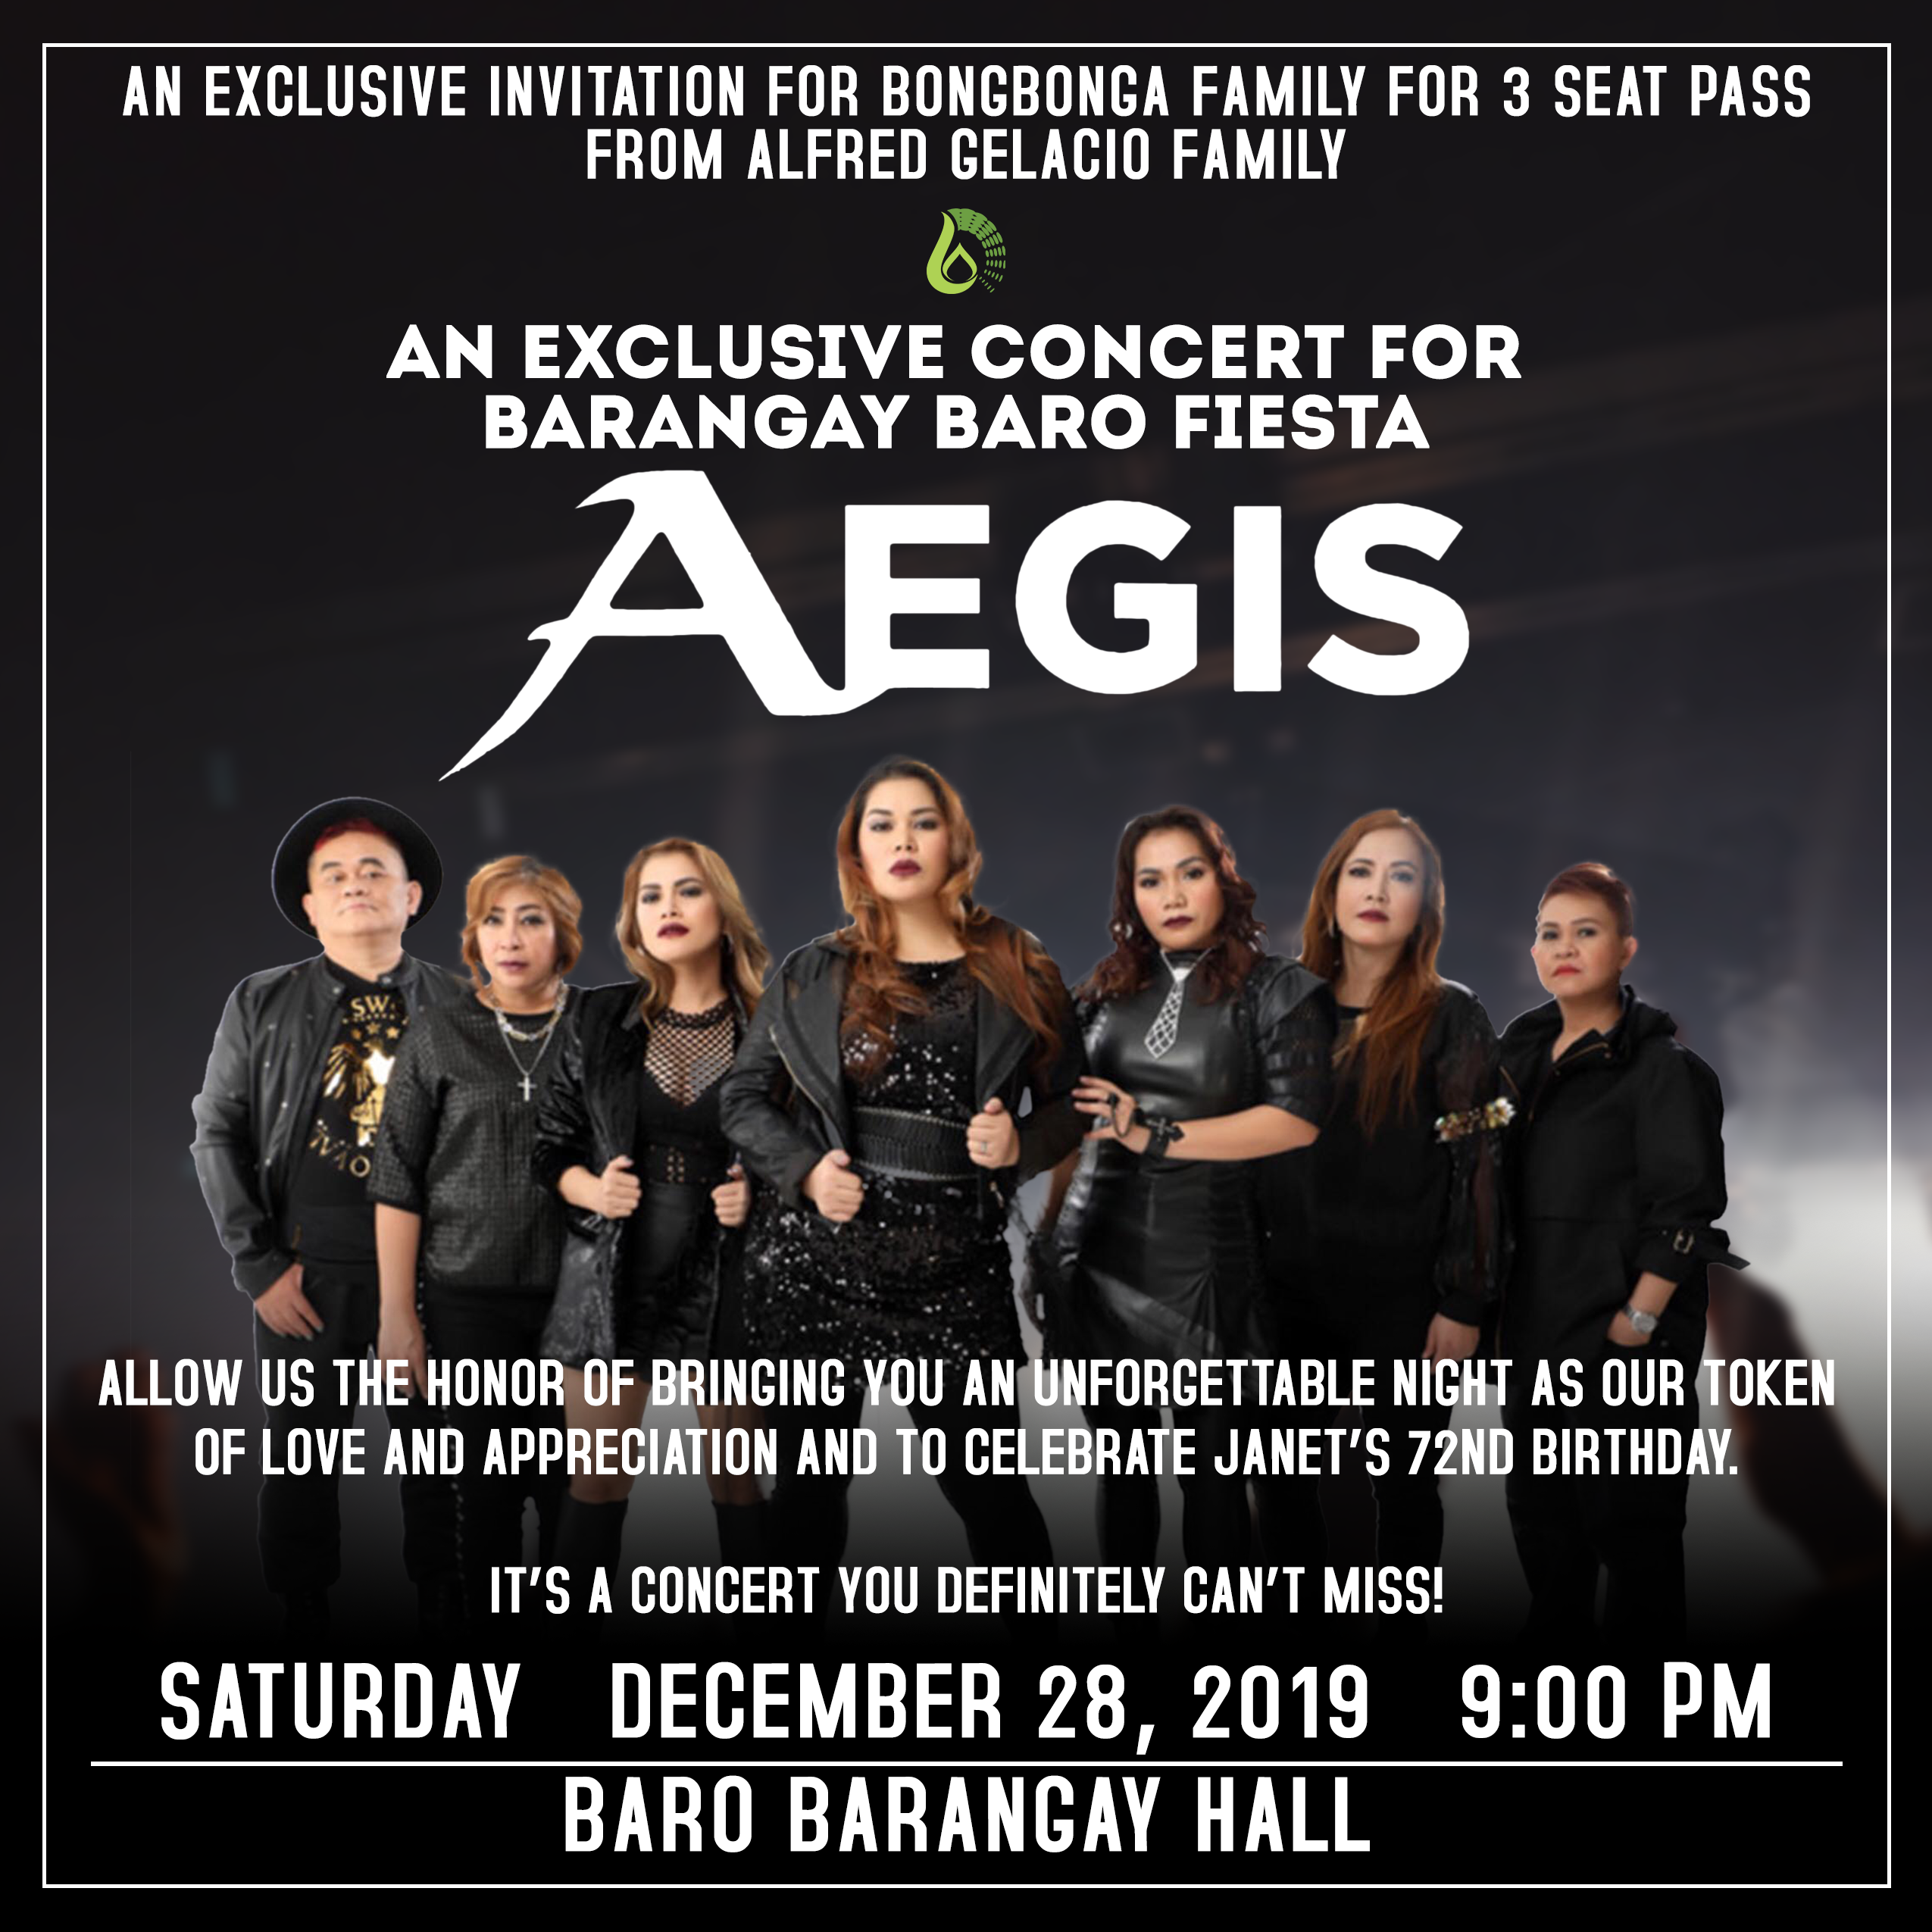 AN EXCLUSIVE INVITATION FOR BONGBONGA FAMILY FOR 3 SEAT PASS
FROM ALFRED GELACIO FAMILY
AN EXCLUSIVE CONCERT FOR
BARANGAY BARO FIESTA
AEGIS
SW
ALLOW US THE HONOR OF BRINGING YOU AN UNFORGETTABLE NIGHT AS OUR TOKEN
OF LOVE AND APPRECIATION AND TO CELEBRATE JANET'S 72ND BIRTHDAY.
IT'S A CONCERT YOU DEFINITELY CAN'T MISS!
SATURDAY DECEMBER 28, 2019 9:00 PM
BARO BARANGAY HALL